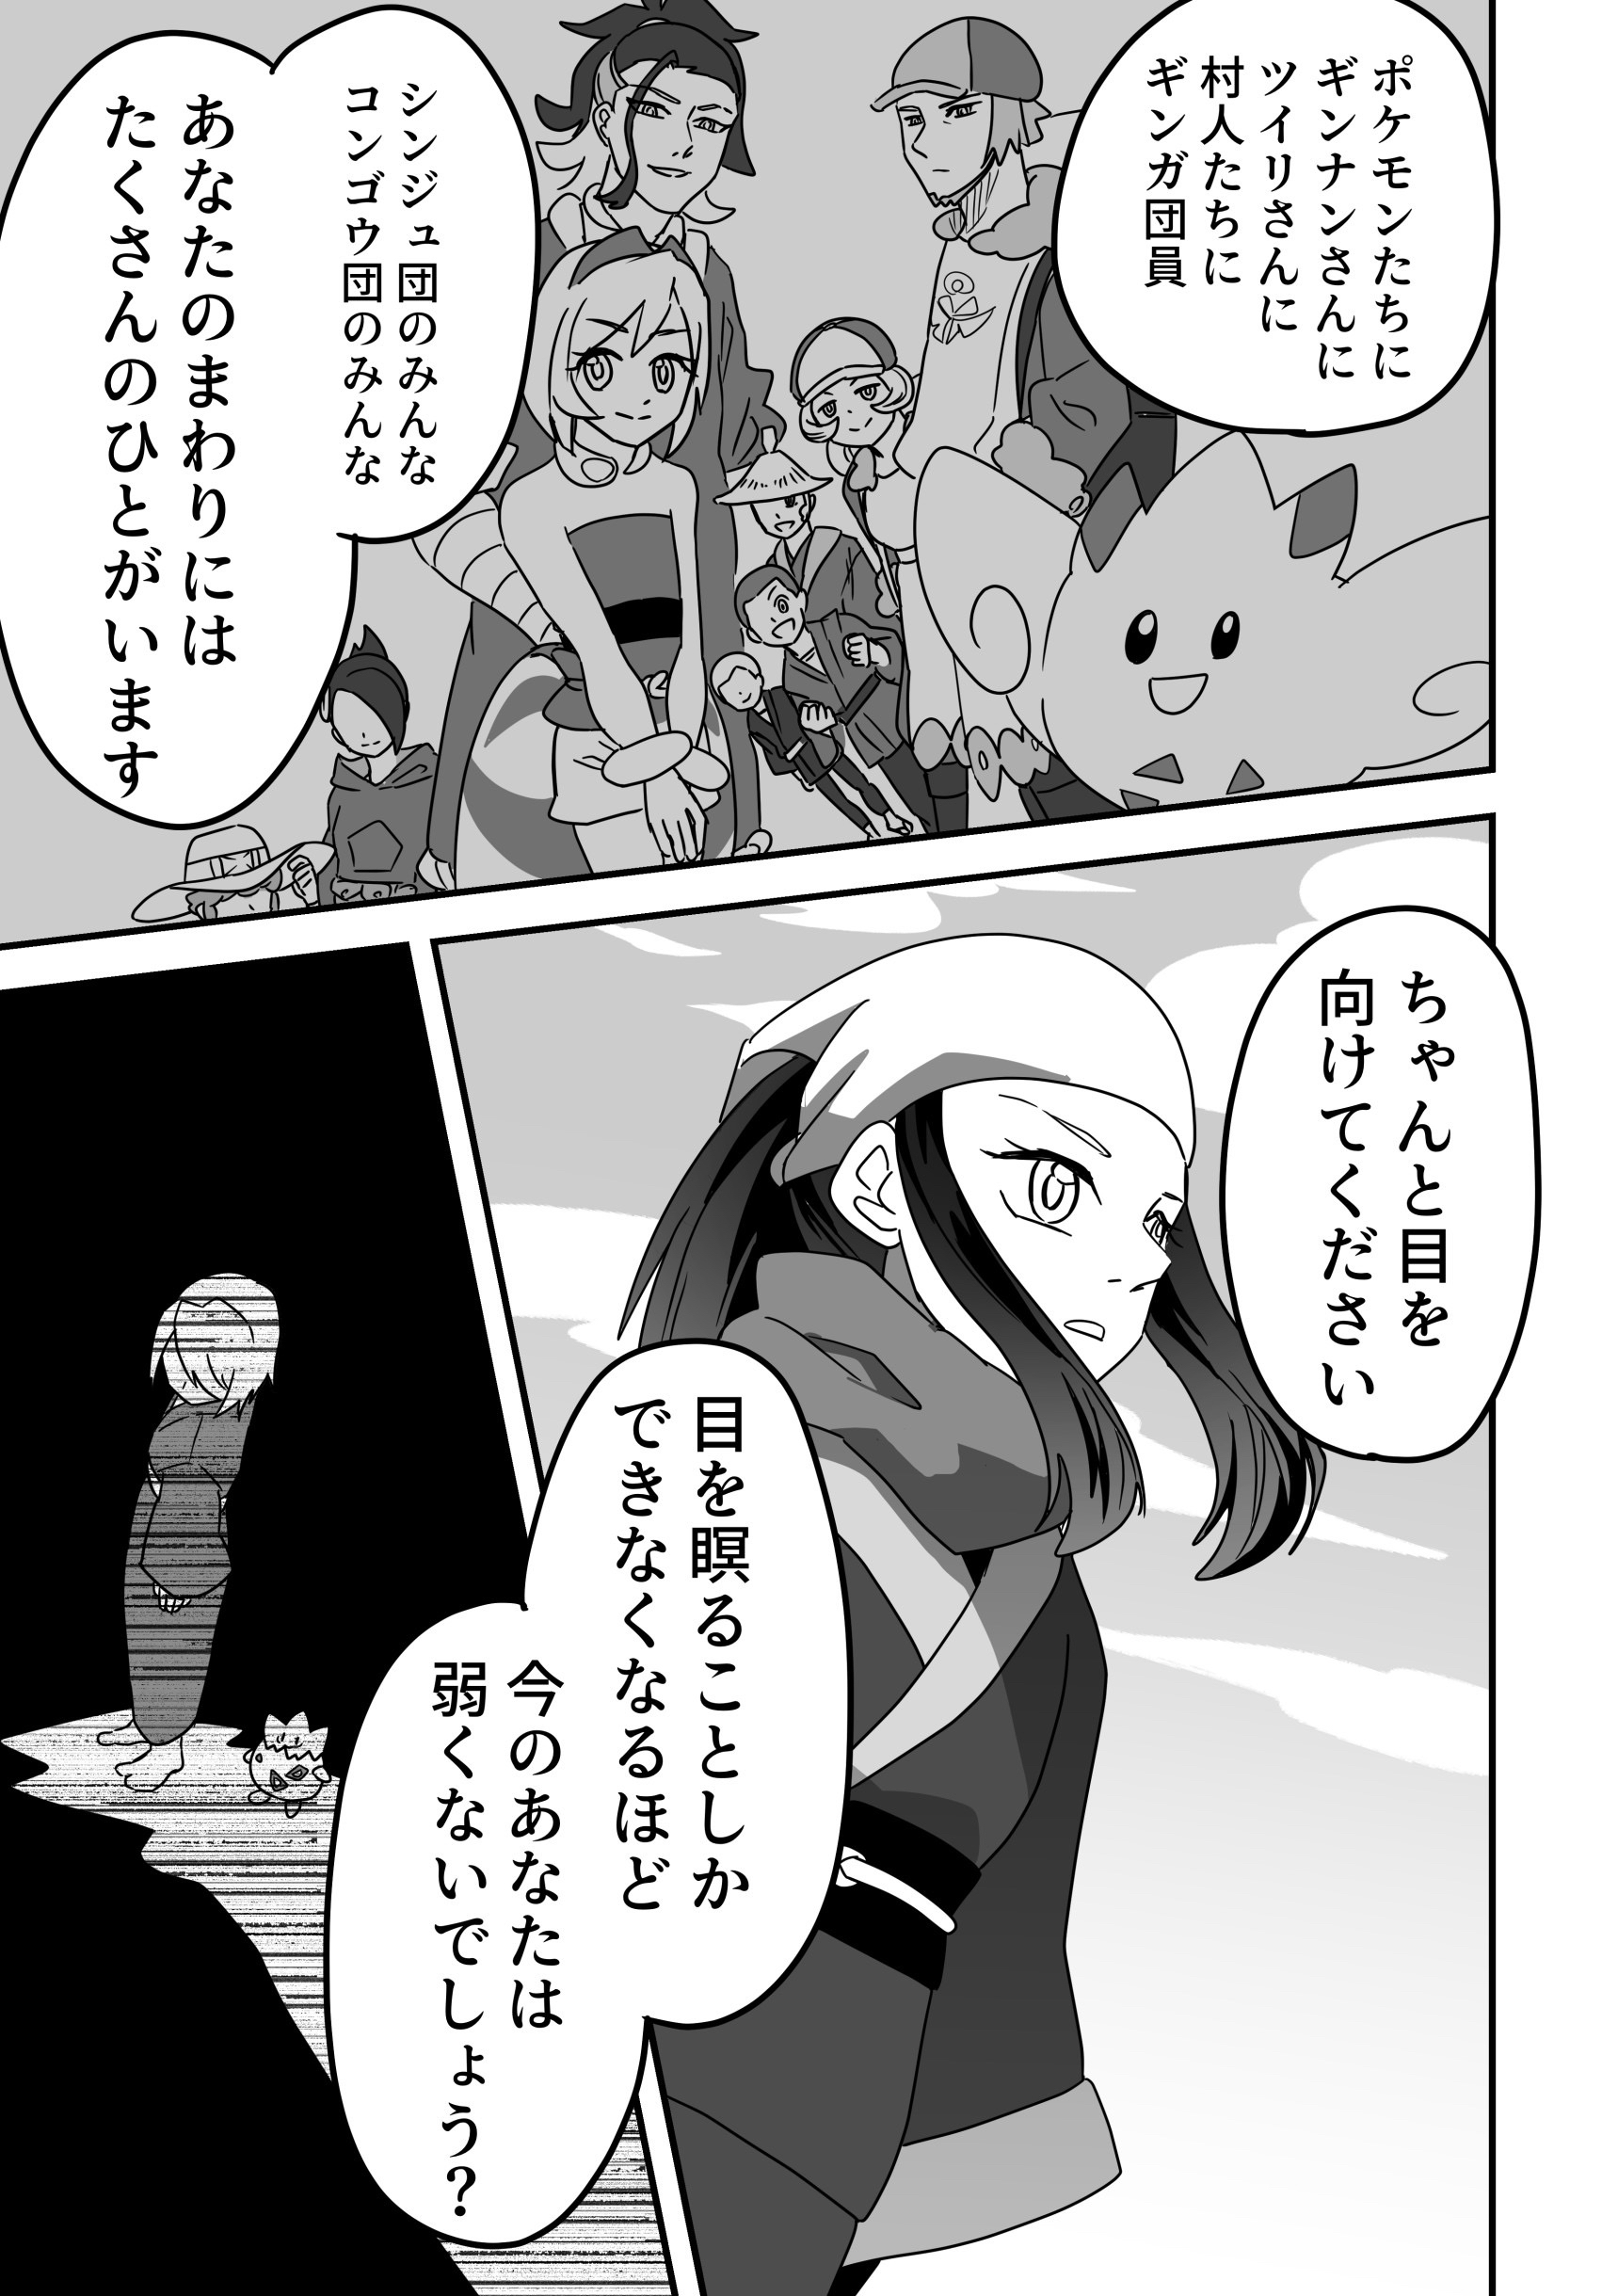 ポケモンたちに
ギンナンさんに
ツイリさんに
村人たちに
ギンガ団員
シンジュ団のみんな
コンゴウ団のみんな
あなたのまわりには
たくさんのひとがいます
ちゃんと目を
向けてください
目を瞑ることしか
できなくなるほど
今のあなたは
弱くないでしょう?